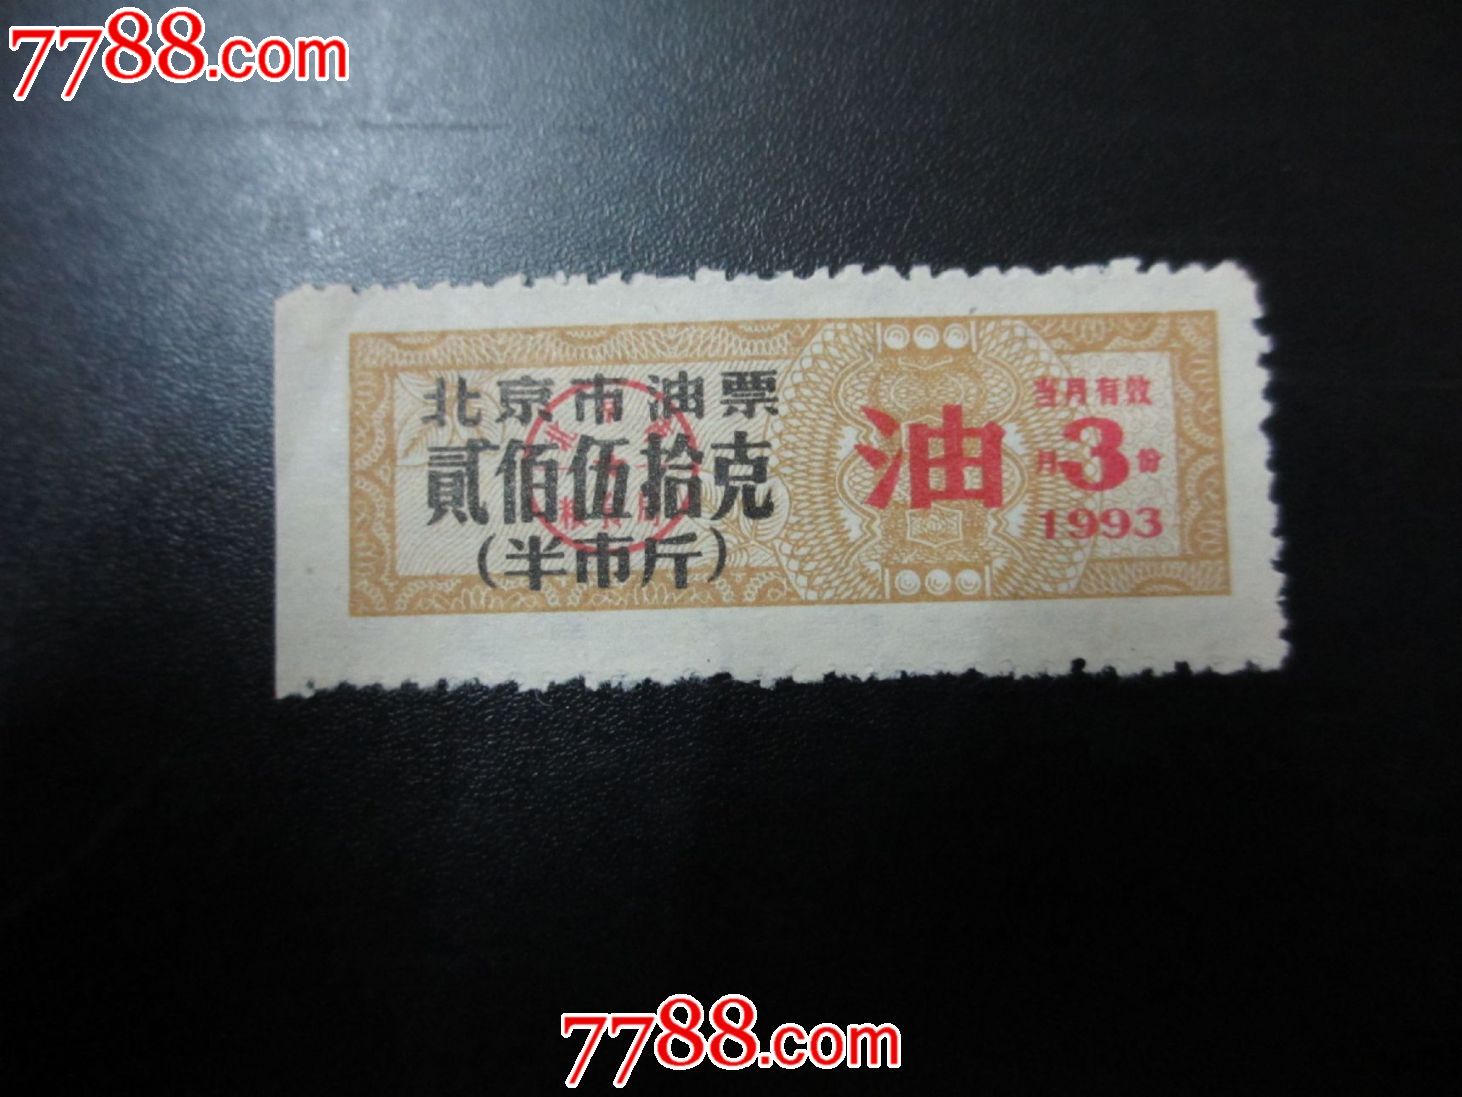 7788.com
北京市油票
貳佰伍拾克
(半市斤)
油
当月有效
月3份
1993
7788.com